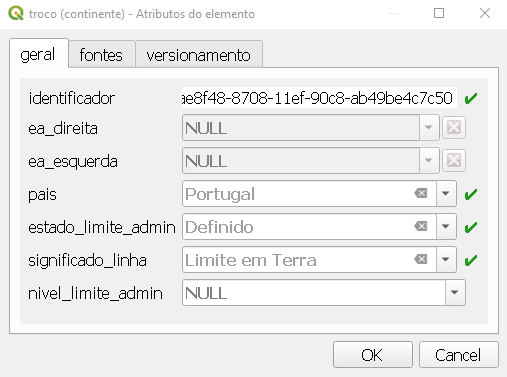 troco (continente) - Atributos do elemento
geral fontes versionamento
identificador ae8f48-8708-11ef-90c8-ab49be4c7c50
ea_direita NULL
ea_esquerda NULL
pais Portugal
estado_limite_admin Definido
significado_linha Limite em Terra
nivel_limite_admin NULL
OK Cancel